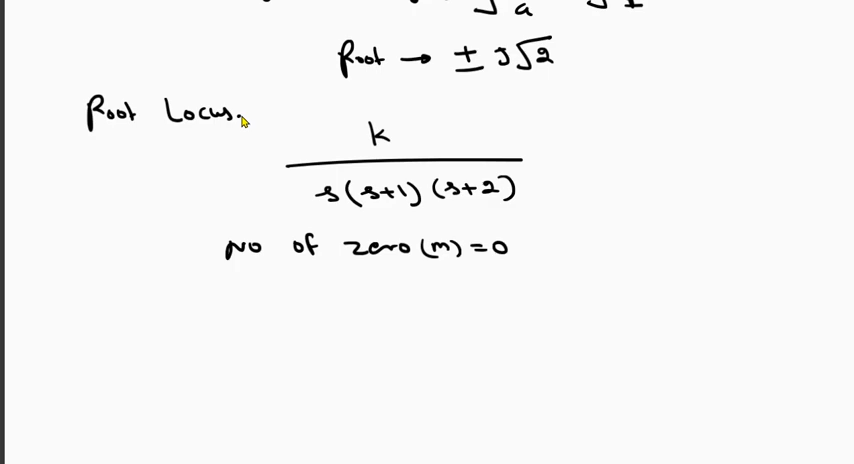 Root → ± j√2
Root Locus.
k
s(s+1)(s+2)
No of zero(m)=0